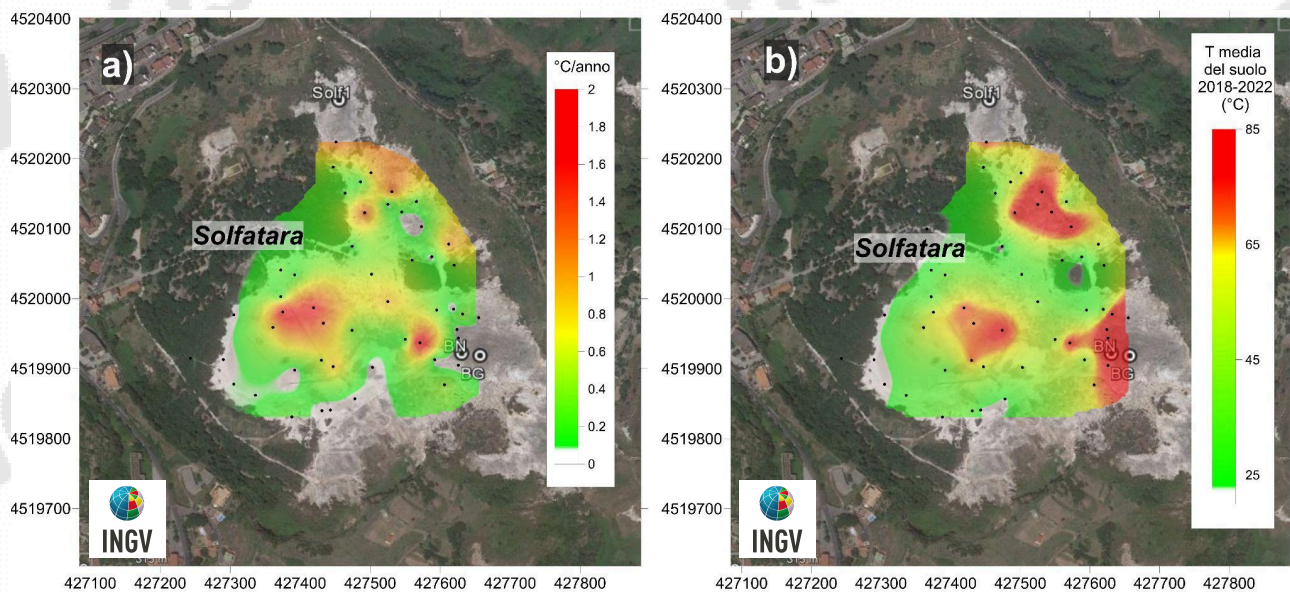 a)
4520400
4520300
4520200
4520100
4520000
4519900
4519800
4519700
427100 427200 427300 427400 427500 427600 427700 427800
Solf1
Solfatara
BN
BG
INGV
°C/anno
2
1.8
1.6
1.4
1.2
1
0.8
0.6
0.4
0.2
0
b)
4520400
4520300
4520200
4520100
4520000
4519900
4519800
4519700
427100 427200 427300 427400 427500 427600 427700 427800
Solf1
Solfatara
BN
BG
INGV
T media
del suolo
2018-2022
(°C)
85
65
45
25